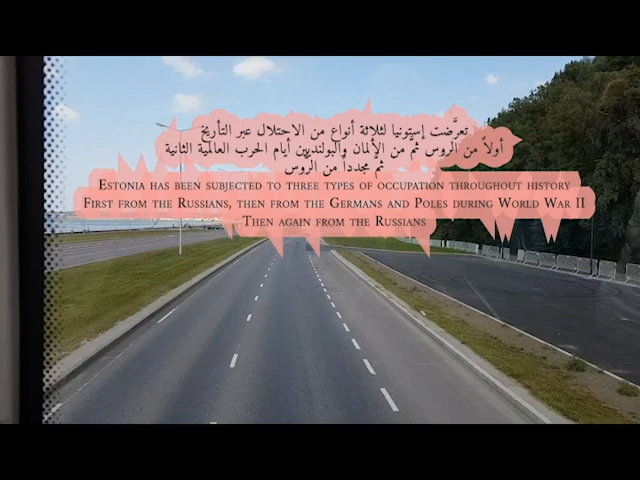 تعرَّضت إستونيا لثلاثة أنواع من الاحتلال عبر التأريخ
أولاً من الروس ثمَّ من الألمان والبولنديين أيام الحرب العالمية الثانية
ثم مجدداً من الروس
Estonia has been subjected to three types of occupation throughout history
First from the Russians, then from the Germans and Poles during World War II
Then again from the Russians